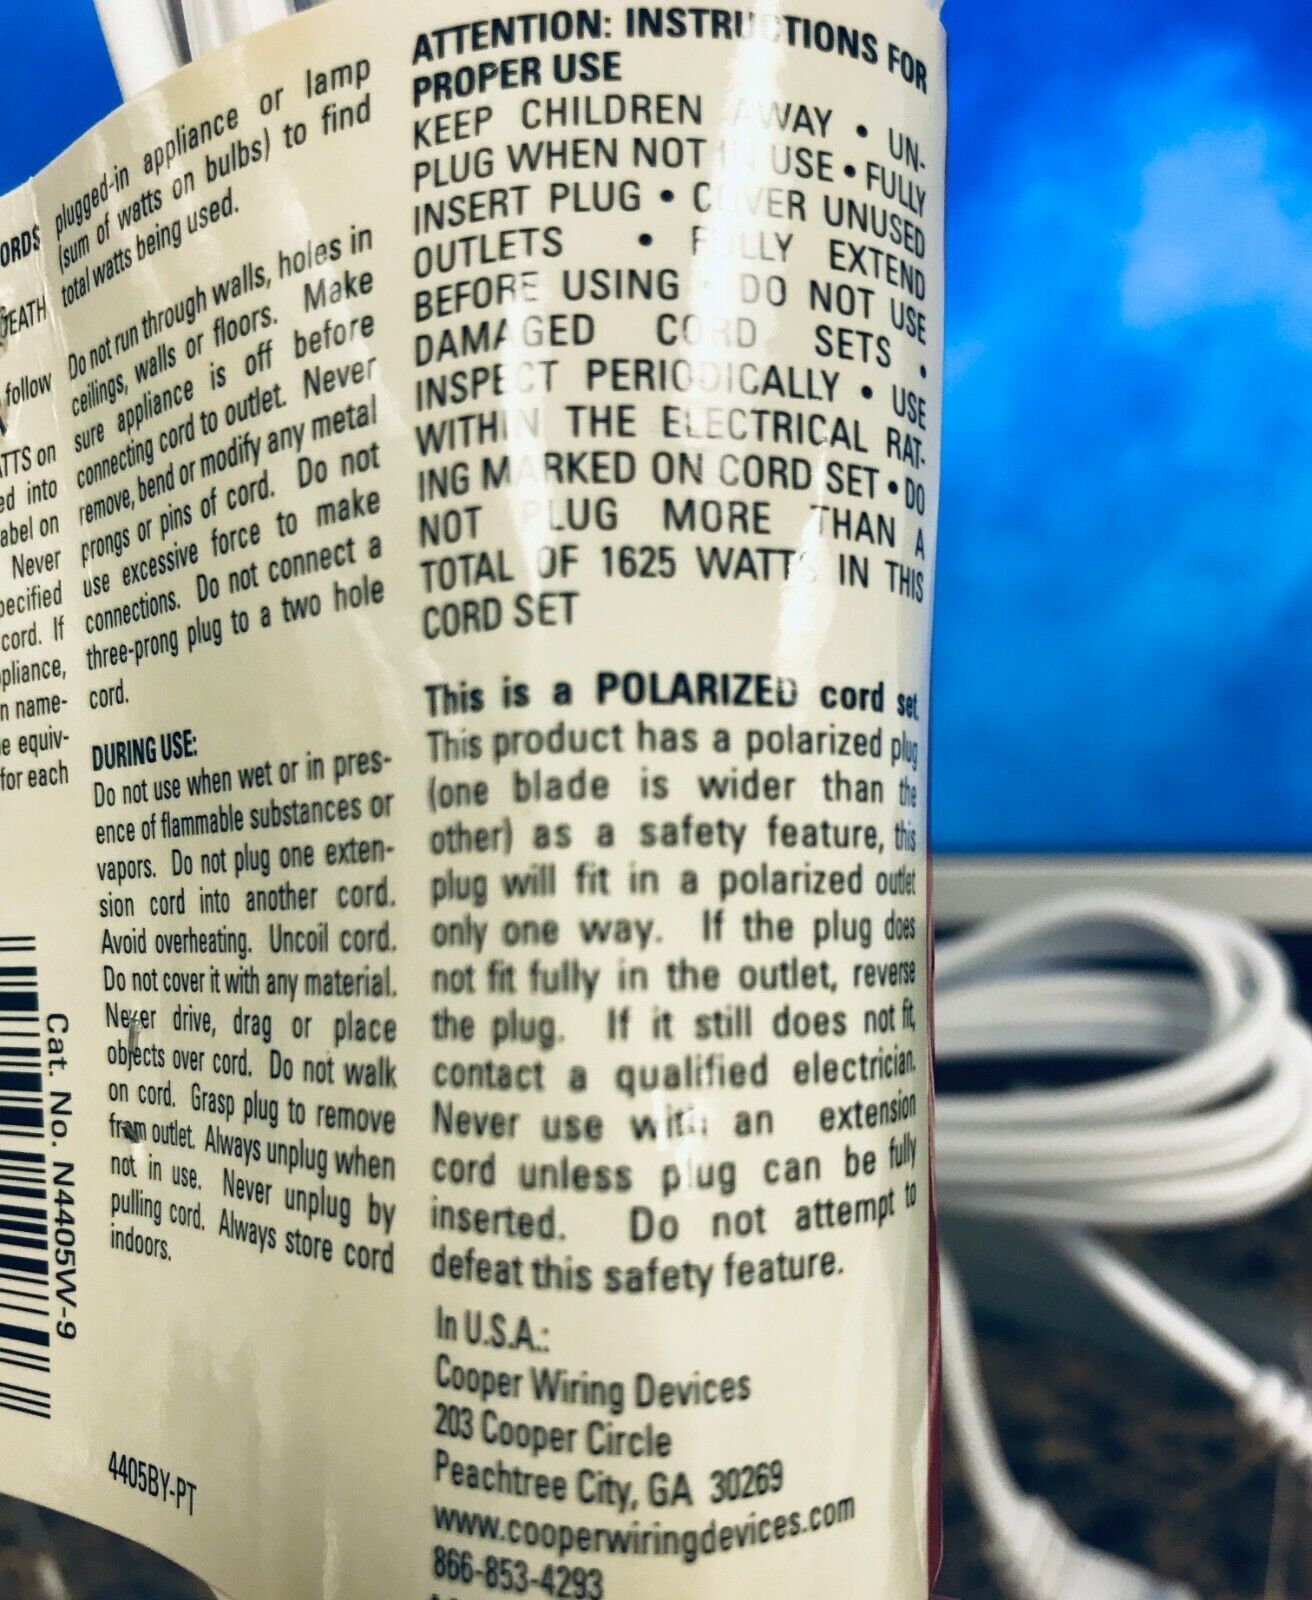 ORDS
DEATH
follow
ATTS on
ed into
abel on
Never
pecified
cord. If
pliance,
n name-
e equiv-
for each
Cat. No. N4405W-9
plugged-in appliance or lamp
(sum of watts on bulbs) to find
total watts being used.
Do not run through walls, holes in
ceilings, walls or floors. Make
sure appliance is off before
connecting cord to outlet. Never
remove, bend or modify any metal
prongs or pins of cord. Do not
use excessive force to make
connections. Do not connect a
three-prong plug to a two hole
cord.
DURING USE:
Do not use when wet or in pres-
ence of flammable substances or
vapors. Do not plug one exten-
sion cord into another cord.
Avoid overheating. Uncoil cord.
Do not cover it with any material.
Never drive, drag or place
objects over cord. Do not walk
on cord. Grasp plug to remove
from outlet. Always unplug when
not in use. Never unplug by
pulling cord. Always store cord
indoors.
4405BY-PT
ATTENTION: INSTRUCTIONS FOR
PROPER USE
KEEP CHILDREN AWAY • UN-
PLUG WHEN NOT IN USE • FULLY
INSERT PLUG • COVER UNUSED
OUTLETS • FULLY EXTEND
BEFORE USING • DO NOT USE
DAMAGED CORD SETS •
INSPECT PERIODICALLY • USE
WITHIN THE ELECTRICAL RAT-
ING MARKED ON CORD SET • DO
NOT PLUG MORE THAN A
TOTAL OF 1625 WATTS IN THIS
CORD SET
This is a POLARIZED cord set
This product has a polarized plug
(one blade is wider than the
other) as a safety feature, this
plug will fit in a polarized outlet
only one way. If the plug does
not fit fully in the outlet, reverse
the plug. If it still does not fit,
contact a qualified electrician.
Never use with an extension
cord unless plug can be fully
inserted. Do not attempt to
defeat this safety feature.
In U.S.A.:
Cooper Wiring Devices
203 Cooper Circle
Peachtree City, GA 30269
www.cooperwiringdevices.com
866-853-4293